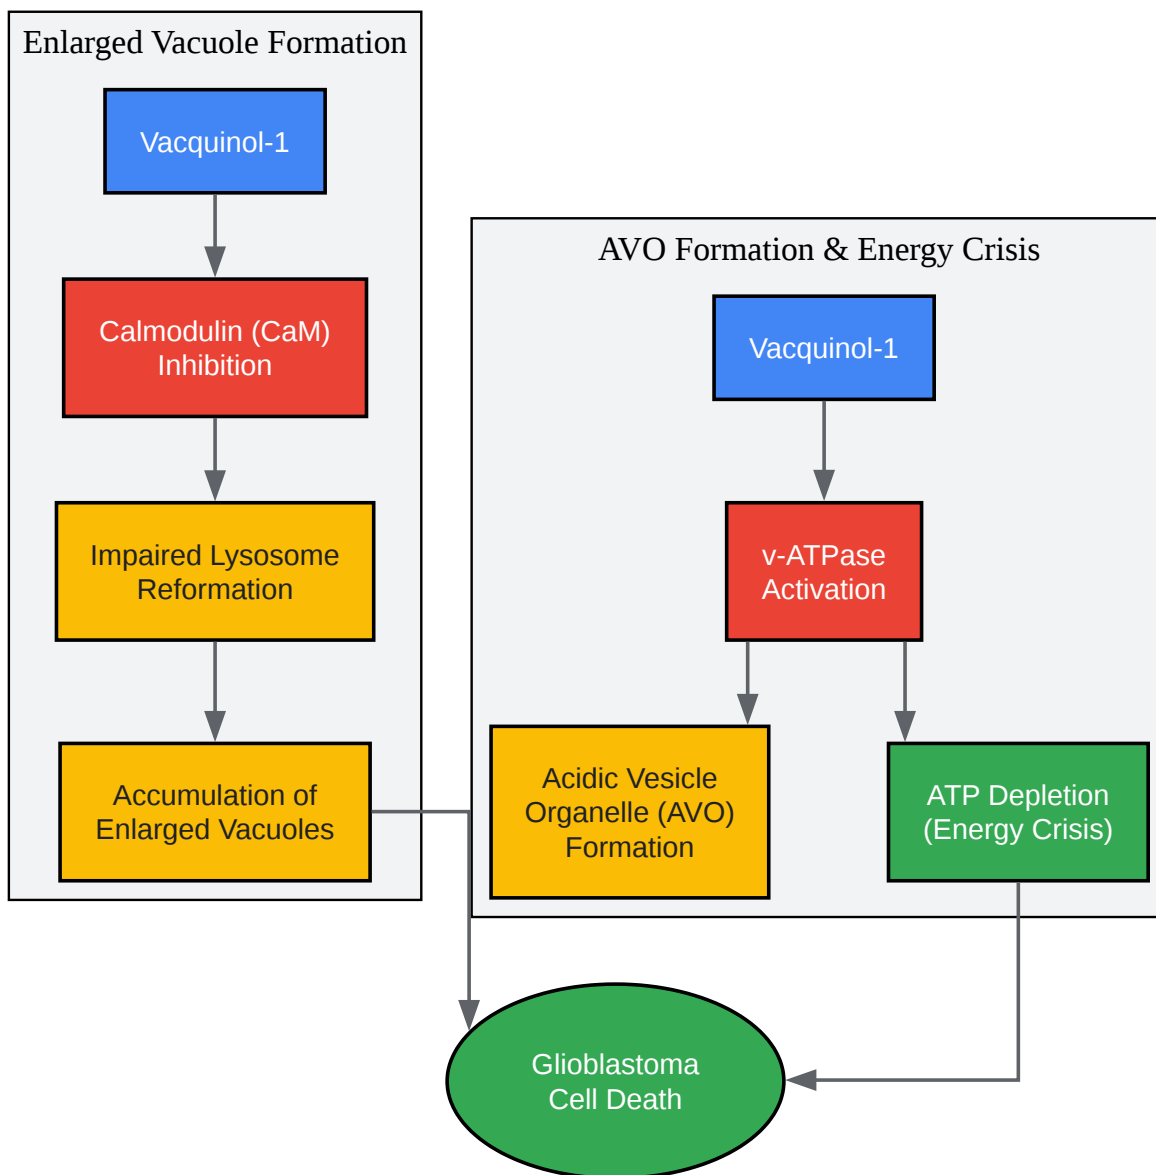 Enlarged Vacuole Formation
Vacquinol-1
Calmodulin (CaM)
Inhibition
Impaired Lysosome
Reformation
Accumulation of
Enlarged Vacuoles
AVO Formation & Energy Crisis
Vacquinol-1
v-ATPase
Activation
Acidic Vesicle
Organelle (AVO)
Formation
ATP Depletion
(Energy Crisis)
Glioblastoma
Cell Death